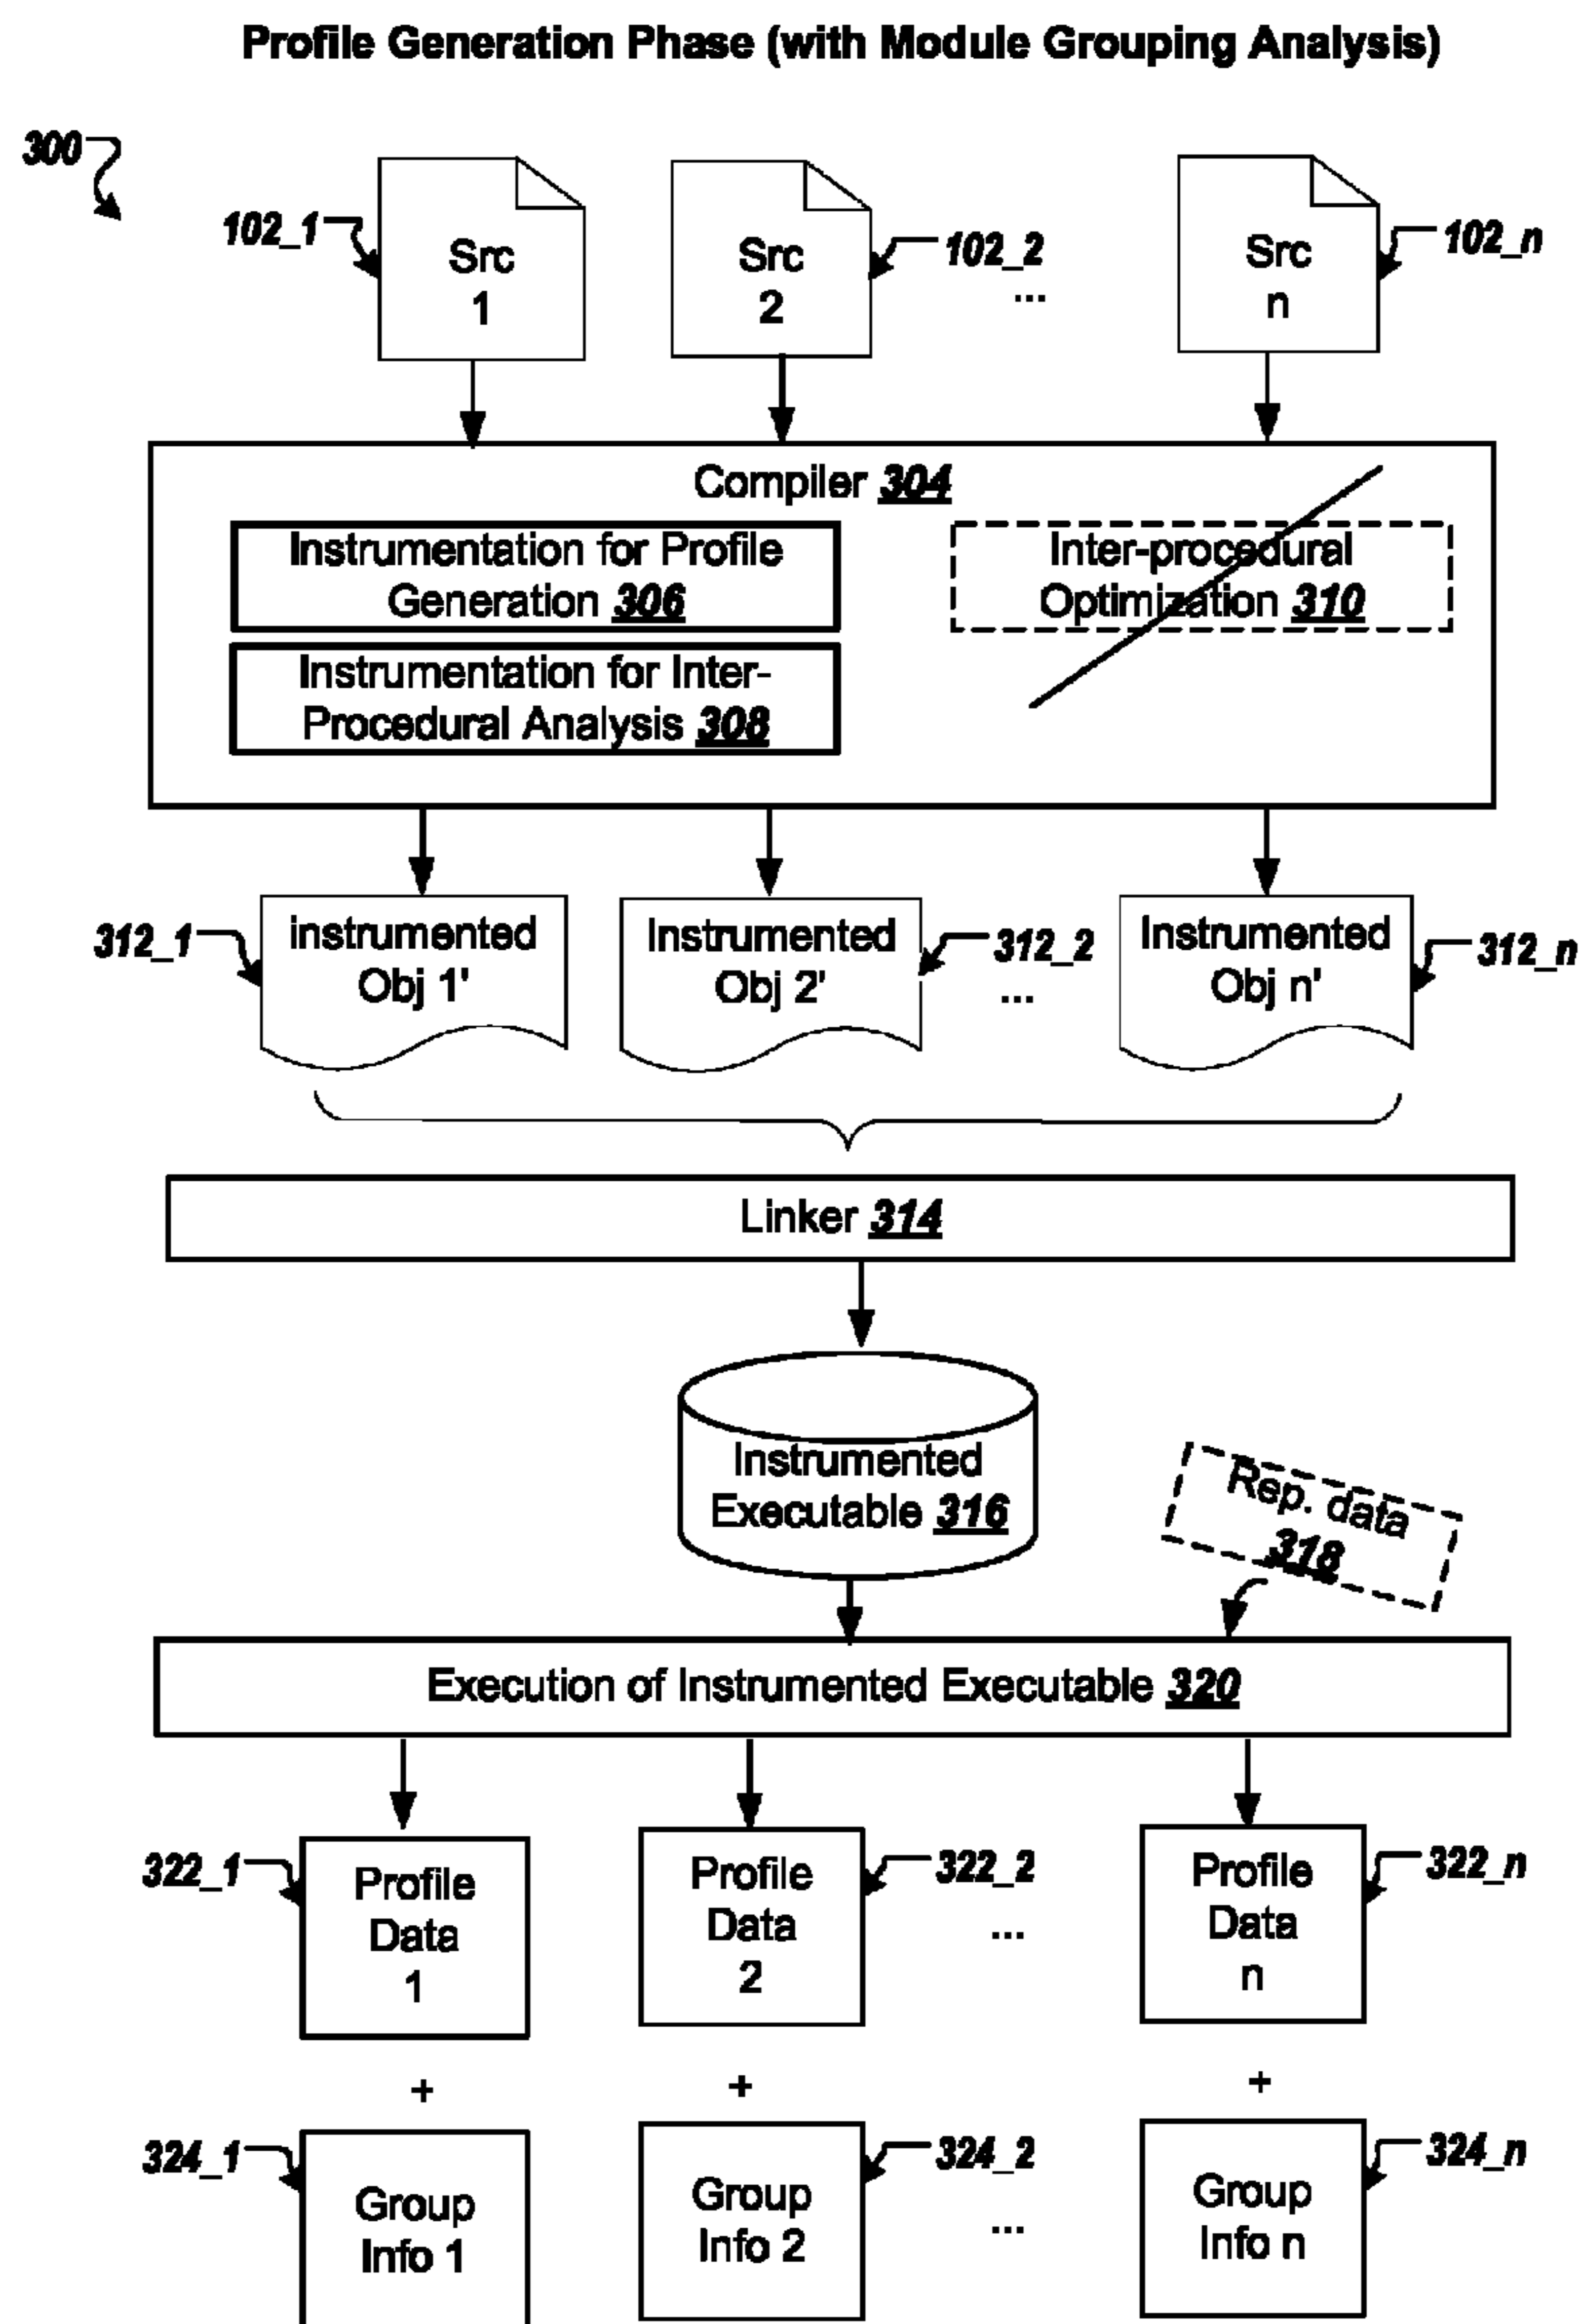 Profile Generation Phase (with Module Grouping Analysis)
300
102_1
Src
1
Src
2
102_2
...
Src
n
102_n
Compiler 304
Instrumentation for Profile
Generation 306
Inter-procedural
Optimization 310
Instrumentation for Inter-
Procedural Analysis 308
312_1
instrumented
Obj 1'
Instrumented
Obj 2'
312_2
...
Instrumented
Obj n'
312_n
Linker 314
Instrumented
Executable 316
Rep. data
318
Execution of Instrumented Executable 320
322_1
Profile
Data
1
Profile
Data
2
322_2
...
Profile
Data
n
322_n
+
+
+
324_1
Group
Info 1
Group
Info 2
324_2
...
Group
Info n
324_n